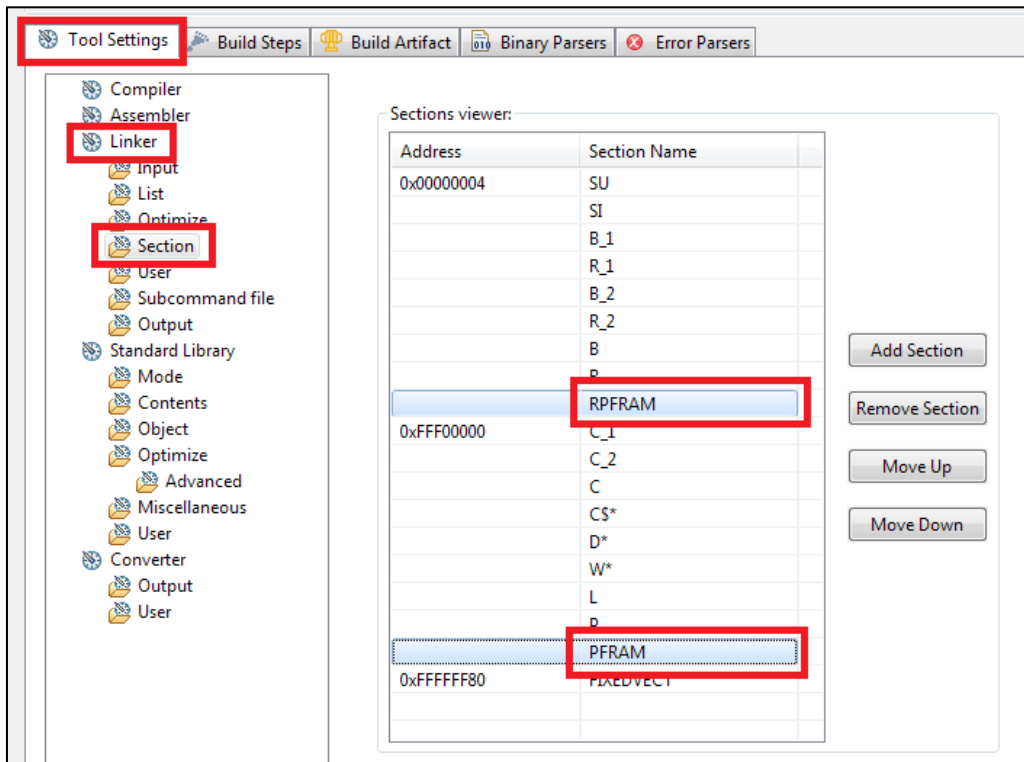 Tool Settings
Build Steps
Build Artifact
Binary Parsers
Error Parsers
Compiler
Assembler
Linker
Input
List
Optimize
Section
User
Subcommand file
Output
Standard Library
Mode
Contents
Object
Optimize
Advanced
Miscellaneous
User
Converter
Output
User
Sections viewer:
Address Section Name
0x00000004 SU
SI
B_1
R_1
B_2
R_2
B
R
RPFRAM
0xFFF00000 C_1
C_2
C
C$*
D*
W*
L
P
PFRAM
0xFFFFFF80 FIXEDVECT
Add Section
Remove Section
Move Up
Move Down